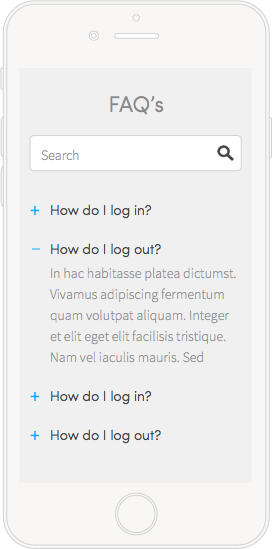 FAQ's
Search
How do I log in?
How do I log out?
In hac habitasse platea dictumst.
Vivamus adipiscing fermentum
quam volutpat aliquam. Integer
et elit eget elit facilisis tristique.
Nam vel iaculis mauris. Sed
How do I log in?
How do I log out?